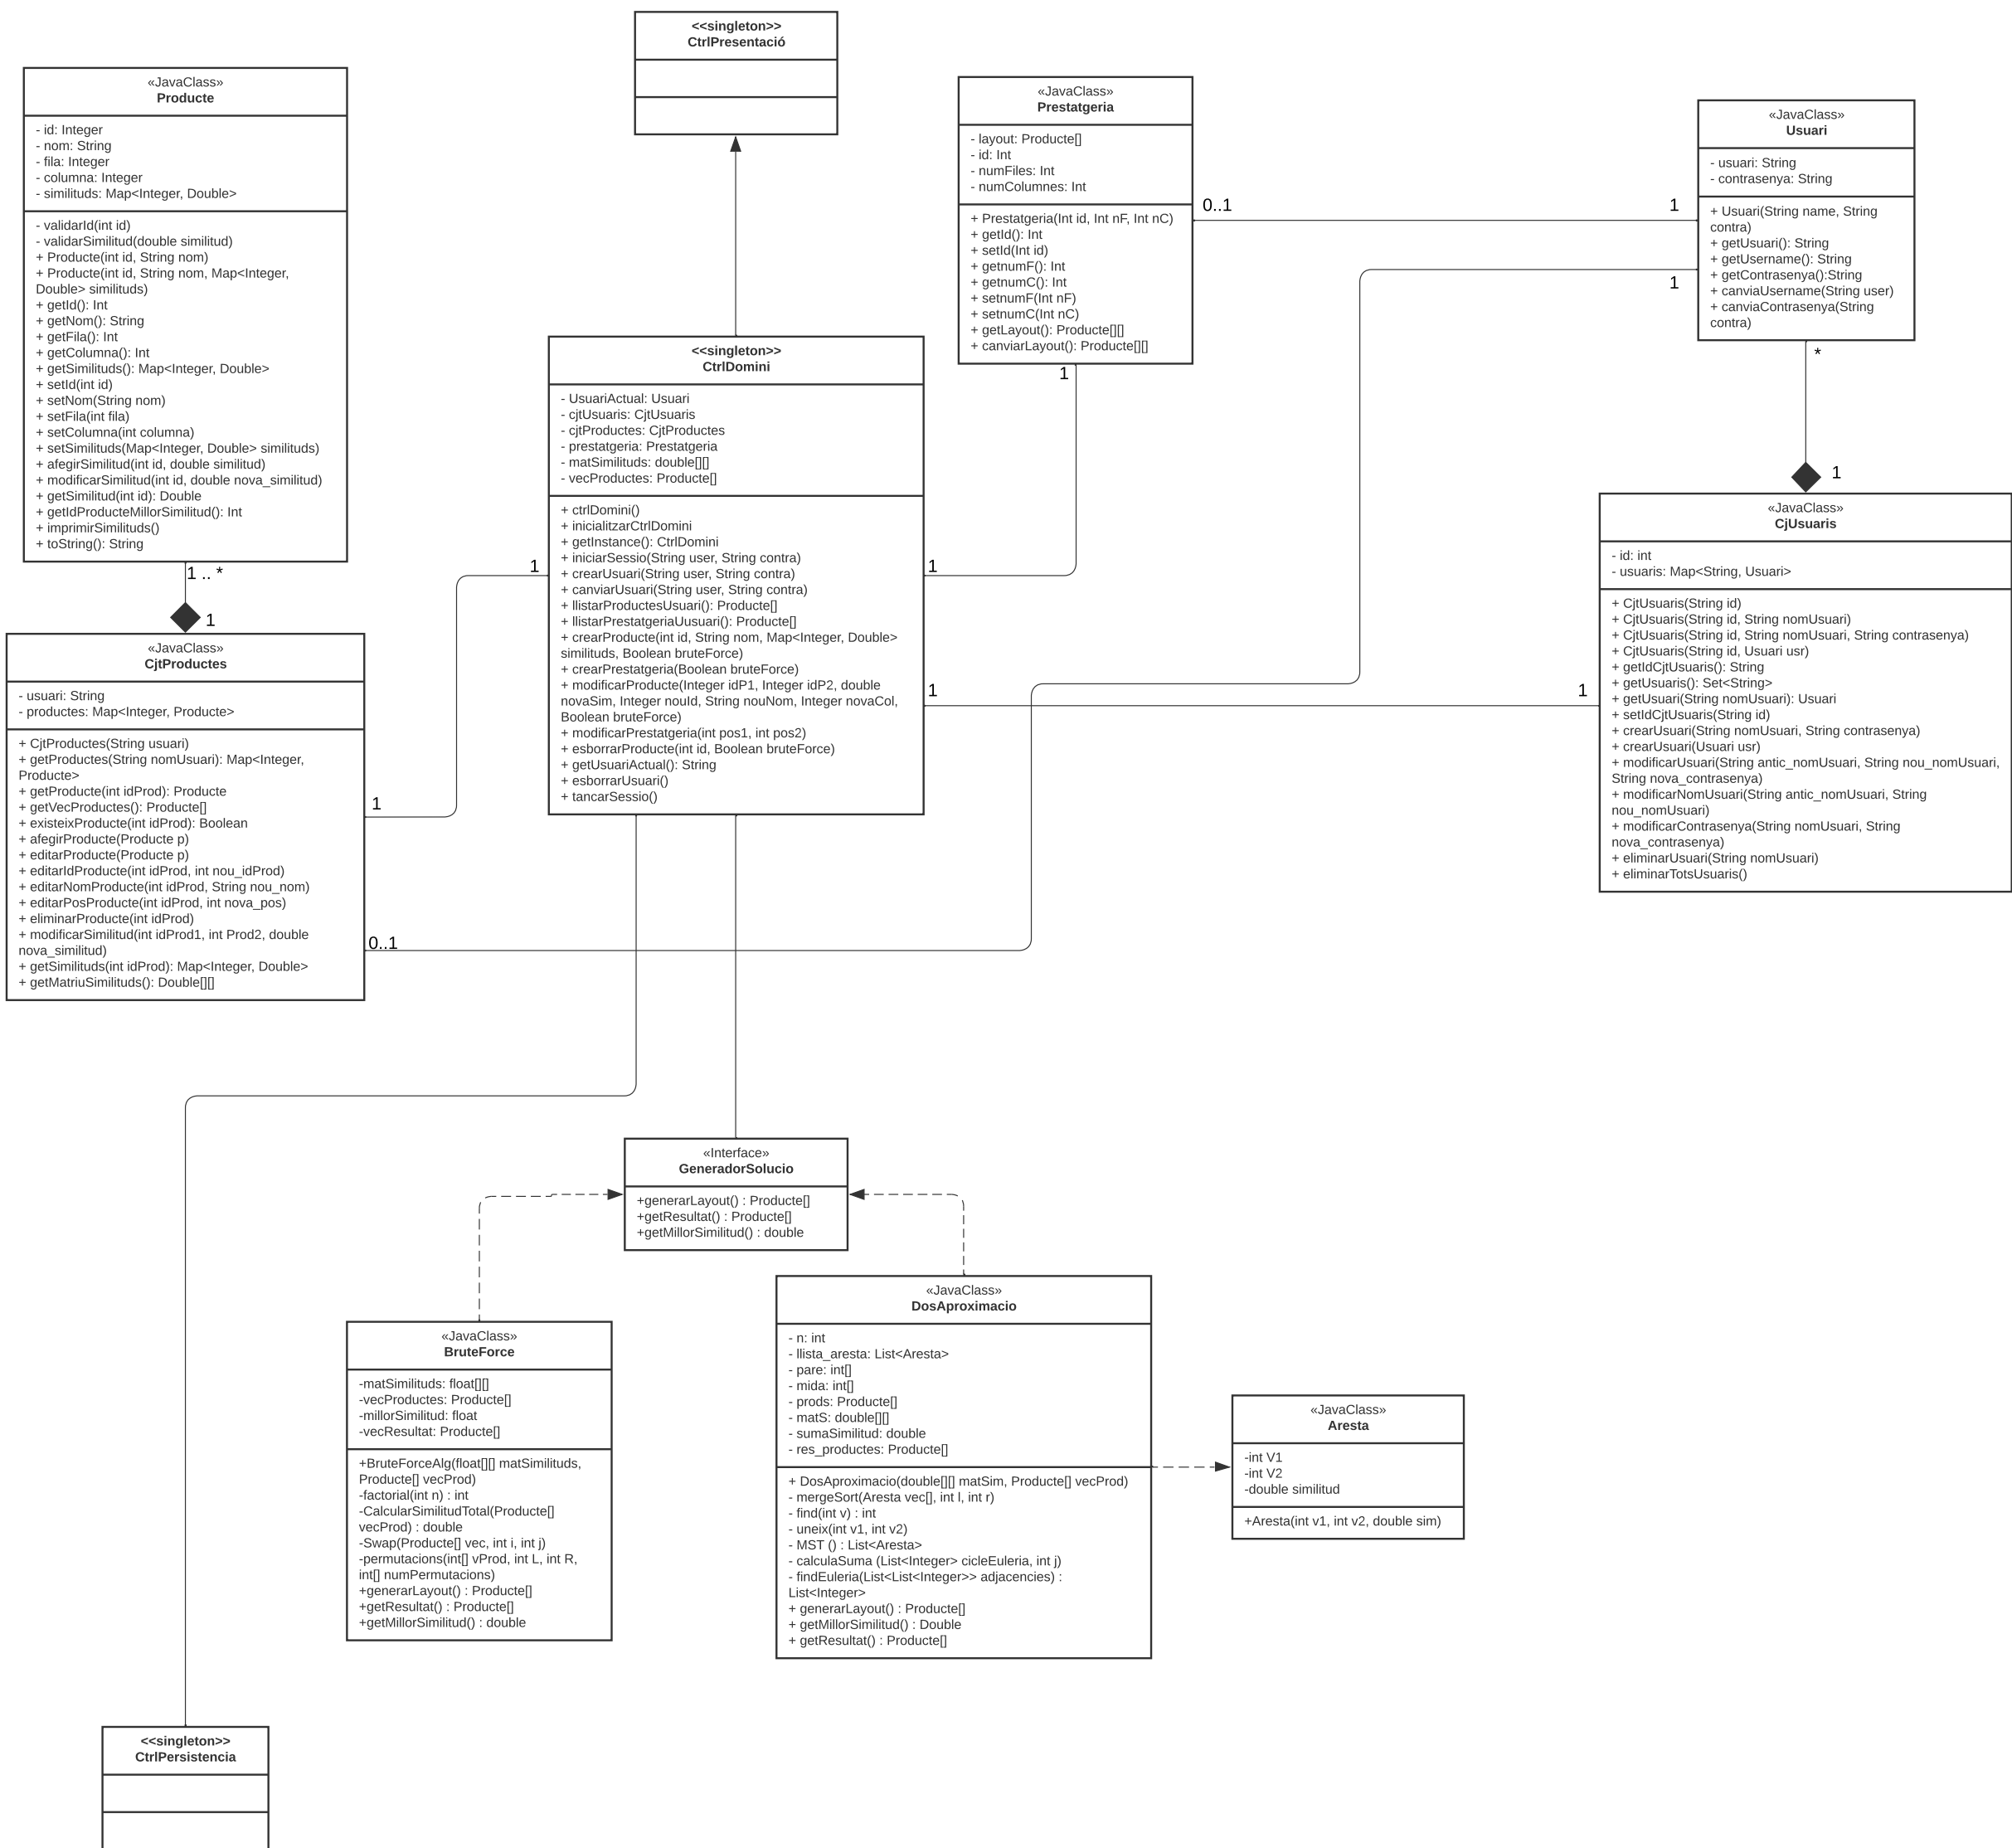 <<singleton>>
CtrlPresentació
«JavaClass»
Producte
- id: Integer
- nom: String
- fila: Integer
- columna: Integer
- similituds: Map<Integer, Double>
- validarId(int id)
- validarSimilitud(double similitud)
+ Producte(int id, String nom)
+ Producte(int id, String nom, Map<Integer,
Double> similituds)
+ getId(): Int
+ getNom(): String
+ getFila(): Int
+ getColumna(): Int
+ getSimilituds(): Map<Integer, Double>
+ setId(int id)
+ setNom(String nom)
+ setFila(int fila)
+ setColumna(int columna)
+ setSimilituds(Map<Integer, Double> similituds)
+ afegirSimilitud(int id, double similitud)
+ modificarSimilitud(int id, double nova_similitud)
+ getSimilitud(int id): Double
+ getIdProducteMillorSimilitud(): Int
+ imprimirSimilituds()
+ toString(): String
1 .. *
1
«JavaClass»
Prestatgeria
- layout: Producte[]
- id: Int
- numFiles: Int
- numColumnes: Int
+ Prestatgeria(Int id, Int nF, Int nC)
+ getId(): Int
+ setId(Int id)
+ getnumF(): Int
+ getnumC(): Int
+ setnumF(Int nF)
+ setnumC(Int nC)
+ getLayout(): Producte[][]
+ canviarLayout(): Producte[][]
0..1
1
1
1
«JavaClass»
Usuari
- usuari: String
- contrasenya: String
+ Usuari(String name, String
contra)
+ getUsuari(): String
+ getUsername(): String
+ getContrasenya():String
+ canviaUsername(String user)
+ canviaContrasenya(String
contra)
*
1
<<singleton>>
CtrlDomini
- UsuariActual: Usuari
- cjtUsuaris: CjtUsuaris
- cjtProductes: CjtProductes
- prestatgeria: Prestatgeria
- matSimilituds: double[][]
- vecProductes: Producte[]
+ ctrlDomini()
+ inicialitzarCtrlDomini
+ getInstance(): CtrlDomini
+ iniciarSessio(String user, String contra)
+ crearUsuari(String user, String contra)
+ canviarUsuari(String user, String contra)
+ llistarProductesUsuari(): Producte[]
+ llistarPrestatgeriaUusuari(): Producte[]
+ crearProducte(int id, String nom, Map<Integer, Double>
similituds, Boolean bruteForce)
+ crearPrestatgeria(Boolean bruteForce)
+ modificarProducte(Integer idP1, Integer idP2, double
novaSim, Integer nouId, String nouNom, Integer novaCol,
Boolean bruteForce)
+ modificarPrestatgeria(int pos1, int pos2)
+ esborrarProducte(int id, Boolean bruteForce)
+ getUsuariActual(): String
+ esborrarUsuari()
+ tancarSessio()
1
1
1
1
1
«JavaClass»
CjUsuaris
- id: int
- usuaris: Map<String, Usuari>
+ CjtUsuaris(String id)
+ CjtUsuaris(String id, String nomUsuari)
+ CjtUsuaris(String id, String nomUsuari, String contrasenya)
+ CjtUsuaris(String id, Usuari usr)
+ getIdCjtUsuaris(): String
+ getUsuaris(): Set<String>
+ getUsuari(String nomUsuari): Usuari
+ setIdCjtUsuaris(String id)
+ crearUsuari(String nomUsuari, String contrasenya)
+ crearUsuari(Usuari usr)
+ modificarUsuari(String antic_nomUsuari, String nou_nomUsuari,
String nova_contrasenya)
+ modificarNomUsuari(String antic_nomUsuari, String
nou_nomUsuari)
+ modificarContrasenya(String nomUsuari, String
nova_contrasenya)
+ eliminarUsuari(String nomUsuari)
+ eliminarTotsUsuaris()
«JavaClass»
CjtProductes
- usuari: String
- productes: Map<Integer, Producte>
+ CjtProductes(String usuari)
+ getProductes(String nomUsuari): Map<Integer,
Producte>
+ getProducte(int idProd): Producte
+ getVecProductes(): Producte[]
+ existeixProducte(int idProd): Boolean
+ afegirProducte(Producte p)
+ editarProducte(Producte p)
+ editarIdProducte(int idProd, int nou_idProd)
+ editarNomProducte(int idProd, String nou_nom)
+ editarPosProducte(int idProd, int nova_pos)
+ eliminarProducte(int idProd)
+ modificarSimilitud(int idProd1, int Prod2, double
nova_similitud)
+ getSimilituds(int idProd): Map<Integer, Double>
+ getMatriuSimilituds(): Double[][]
0..1
«Interface»
GeneradorSolucio
+generarLayout() : Producte[]
+getResultat() : Producte[]
+getMillorSimilitud() : double
«JavaClass»
BruteForce
-matSimilituds: float[][]
-vecProductes: Producte[]
-millorSimilitud: float
-vecResultat: Producte[]
+BruteForceAlg(float[][] matSimilituds,
Producte[] vecProd)
-factorial(int n) : int
-CalcularSimilitudTotal(Producte[]
vecProd) : double
-Swap(Producte[] vec, int i, int j)
-permutacions(int[] vProd, int L, int R,
int[] numPermutacions)
+generarLayout() : Producte[]
+getResultat() : Producte[]
+getMillorSimilitud() : double
«JavaClass»
DosAproximacio
- n: int
- llista_aresta: List<Aresta>
- pare: int[]
- mida: int[]
- prods: Producte[]
- matS: double[][]
- sumaSimilitud: double
- res_productes: Producte[]
+ DosAproximacio(double[][] matSim, Producte[] vecProd)
- mergeSort(Aresta vec[], int l, int r)
- find(int v) : int
- uneix(int v1, int v2)
- MST () : List<Aresta>
- calculaSuma (List<Integer> cicleEuleria, int j)
- findEuleria(List<List<Integer>> adjacencies) :
List<Integer>
+ generarLayout() : Producte[]
+ getMillorSimilitud() : Double
+ getResultat() : Producte[]
«JavaClass»
Aresta
-int V1
-int V2
-double similitud
+Aresta(int v1, int v2, double sim)
<<singleton>>
CtrlPersistencia